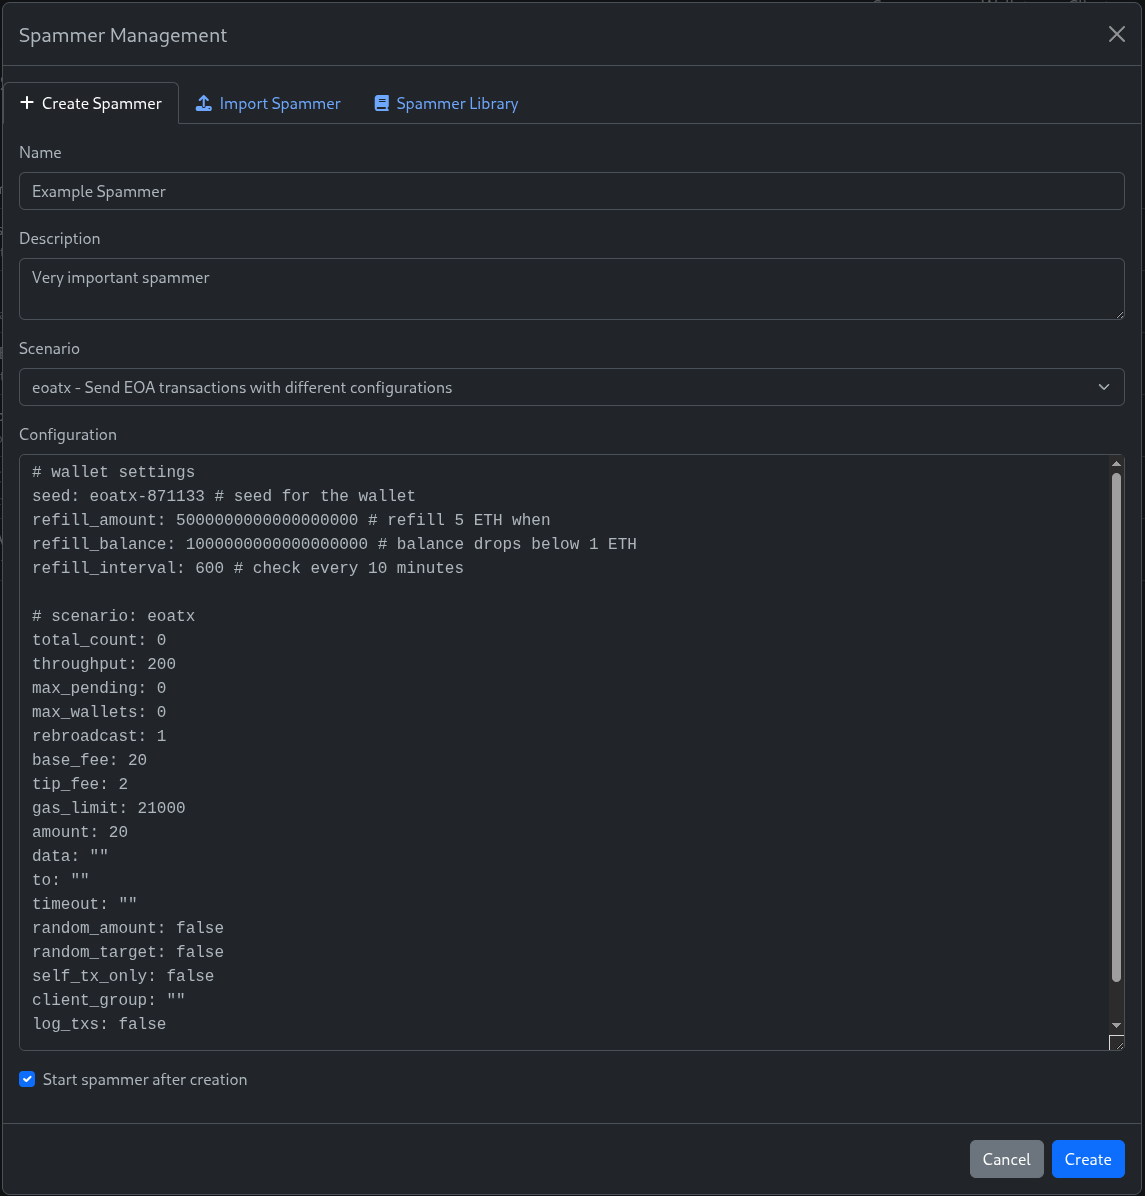 Spammer Management
Create Spammer
Import Spammer
Spammer Library
Name
Example Spammer
Description
Very important spammer
Scenario
eoatx - Send EOA transactions with different configurations
Configuration
# wallet settings
seed: eoatx-871133 # seed for the wallet
refill_amount: 5000000000000000000 # refill 5 ETH when
refill_balance: 1000000000000000000 # balance drops below 1 ETH
refill_interval: 600 # check every 10 minutes
# scenario: eoatx
total_count: 0
throughput: 200
max_pending: 0
max_wallets: 0
rebroadcast: 1
base_fee: 20
tip_fee: 2
gas_limit: 21000
amount: 20
data: ""
to: ""
timeout: ""
random_amount: false
random_target: false
self_tx_only: false
client_group: ""
log_txs: false
Start spammer after creation
Cancel
Create